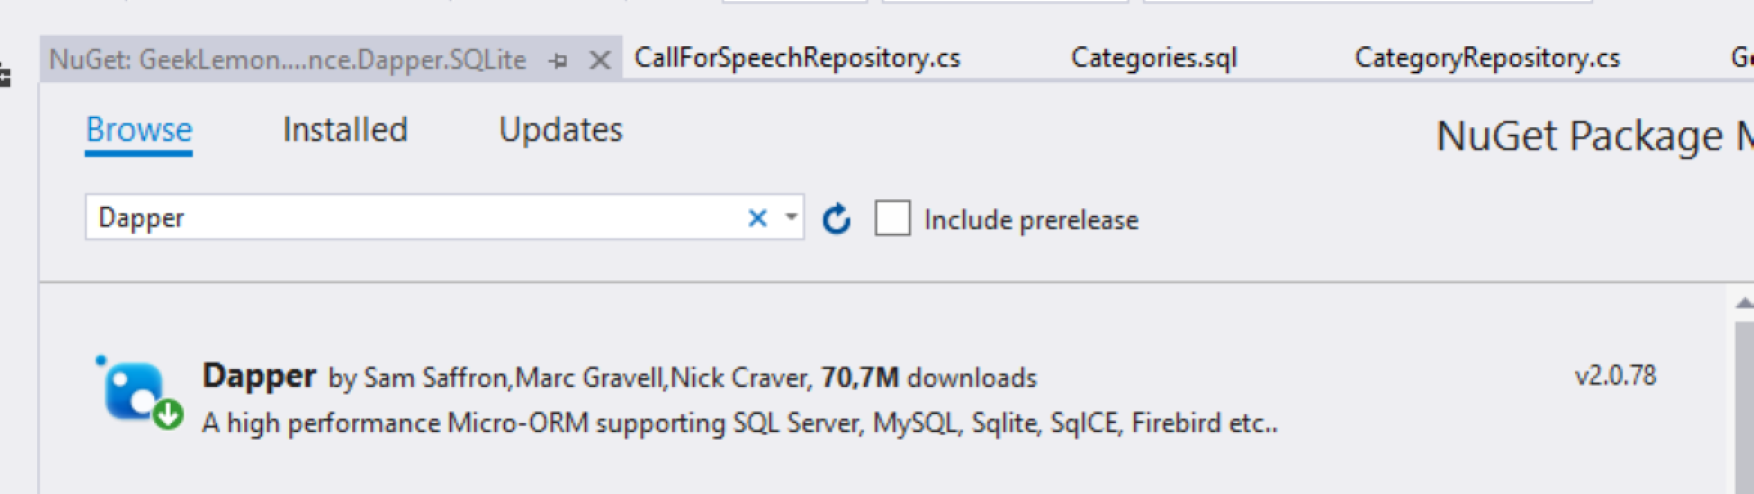 NuGet: GeekLemon....nce.Dapper.SQLite CallForSpeechRepository.cs Categories.sql CategoryRepository.cs
Browse Installed Updates NuGet Package
Dapper Include prerelease
Dapper by Sam Saffron,Marc Gravell,Nick Craver, 70,7M downloads v2.0.78
A high performance Micro-ORM supporting SQL Server, MySQL, Sqlite, SqlCE, Firebird etc..